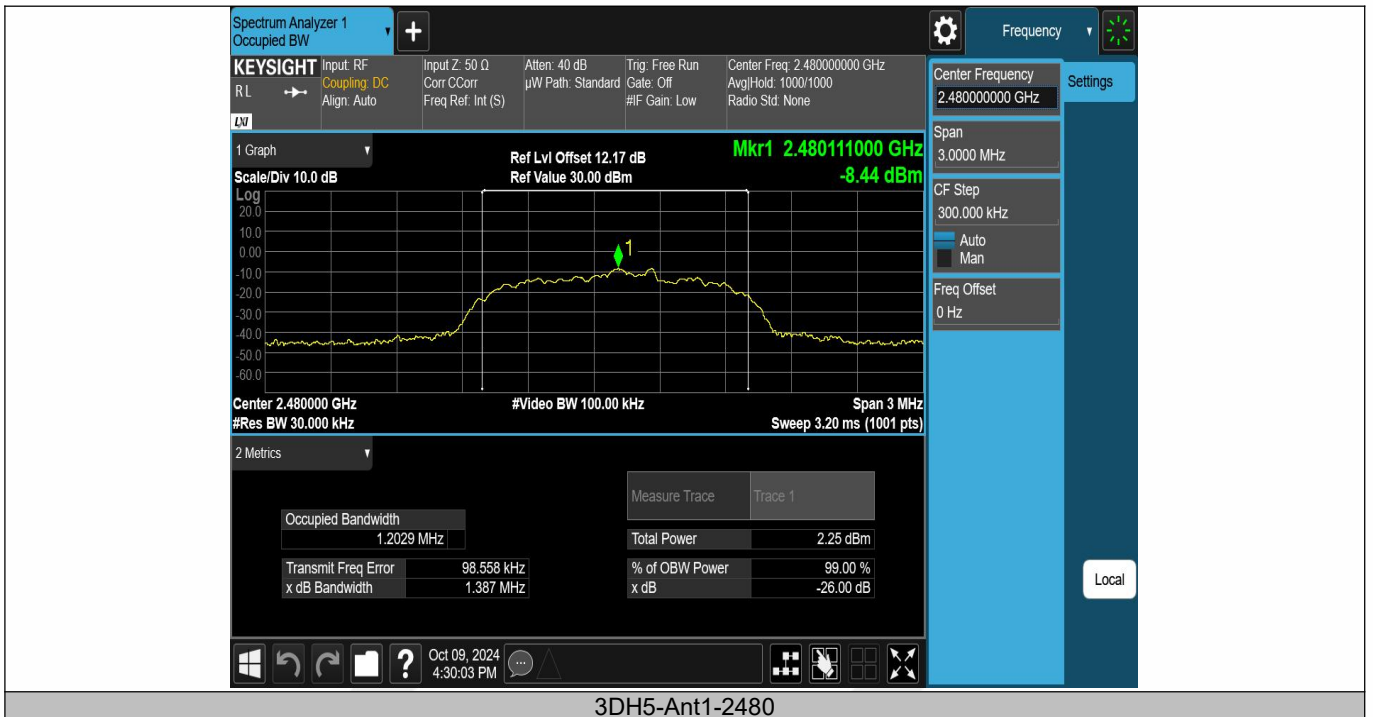 Spectrum Analyzer 1
Occupied BW
Frequency
KEYSIGHT
RL
LXI
Input: RF
Coupling: DC
Align: Auto
Input Z: 50 Ω
Corr CCorr
Freq Ref: Int (S)
Atten: 40 dB
µW Path: Standard
Trig: Free Run
Gate: Off
#IF Gain: Low
Center Freq: 2.480000000 GHz
Avg|Hold: 1000/1000
Radio Std: None
Center Frequency
2.480000000 GHz
Settings
Span
3.0000 MHz
CF Step
300.000 kHz
Auto
Man
Freq Offset
0 Hz
Local
1 Graph
Scale/Div 10.0 dB
Ref Lvl Offset 12.17 dB
Ref Value 30.00 dBm
Mkr1 2.480111000 GHz
-8.44 dBm
Log
20.0
10.0
0.00
-10.0
-20.0
-30.0
-40.0
-50.0
-60.0
1
Center 2.480000 GHz
#Res BW 30.000 kHz
#Video BW 100.00 kHz
Span 3 MHz
Sweep 3.20 ms (1001 pts)
2 Metrics
Measure Trace Trace 1
Occupied Bandwidth
1.2029 MHz
Total Power 2.25 dBm
Transmit Freq Error 98.558 kHz
% of OBW Power 99.00 %
x dB Bandwidth 1.387 MHz
x dB -26.00 dB
?
Oct 09, 2024
4:30:03 PM
3DH5-Ant1-2480